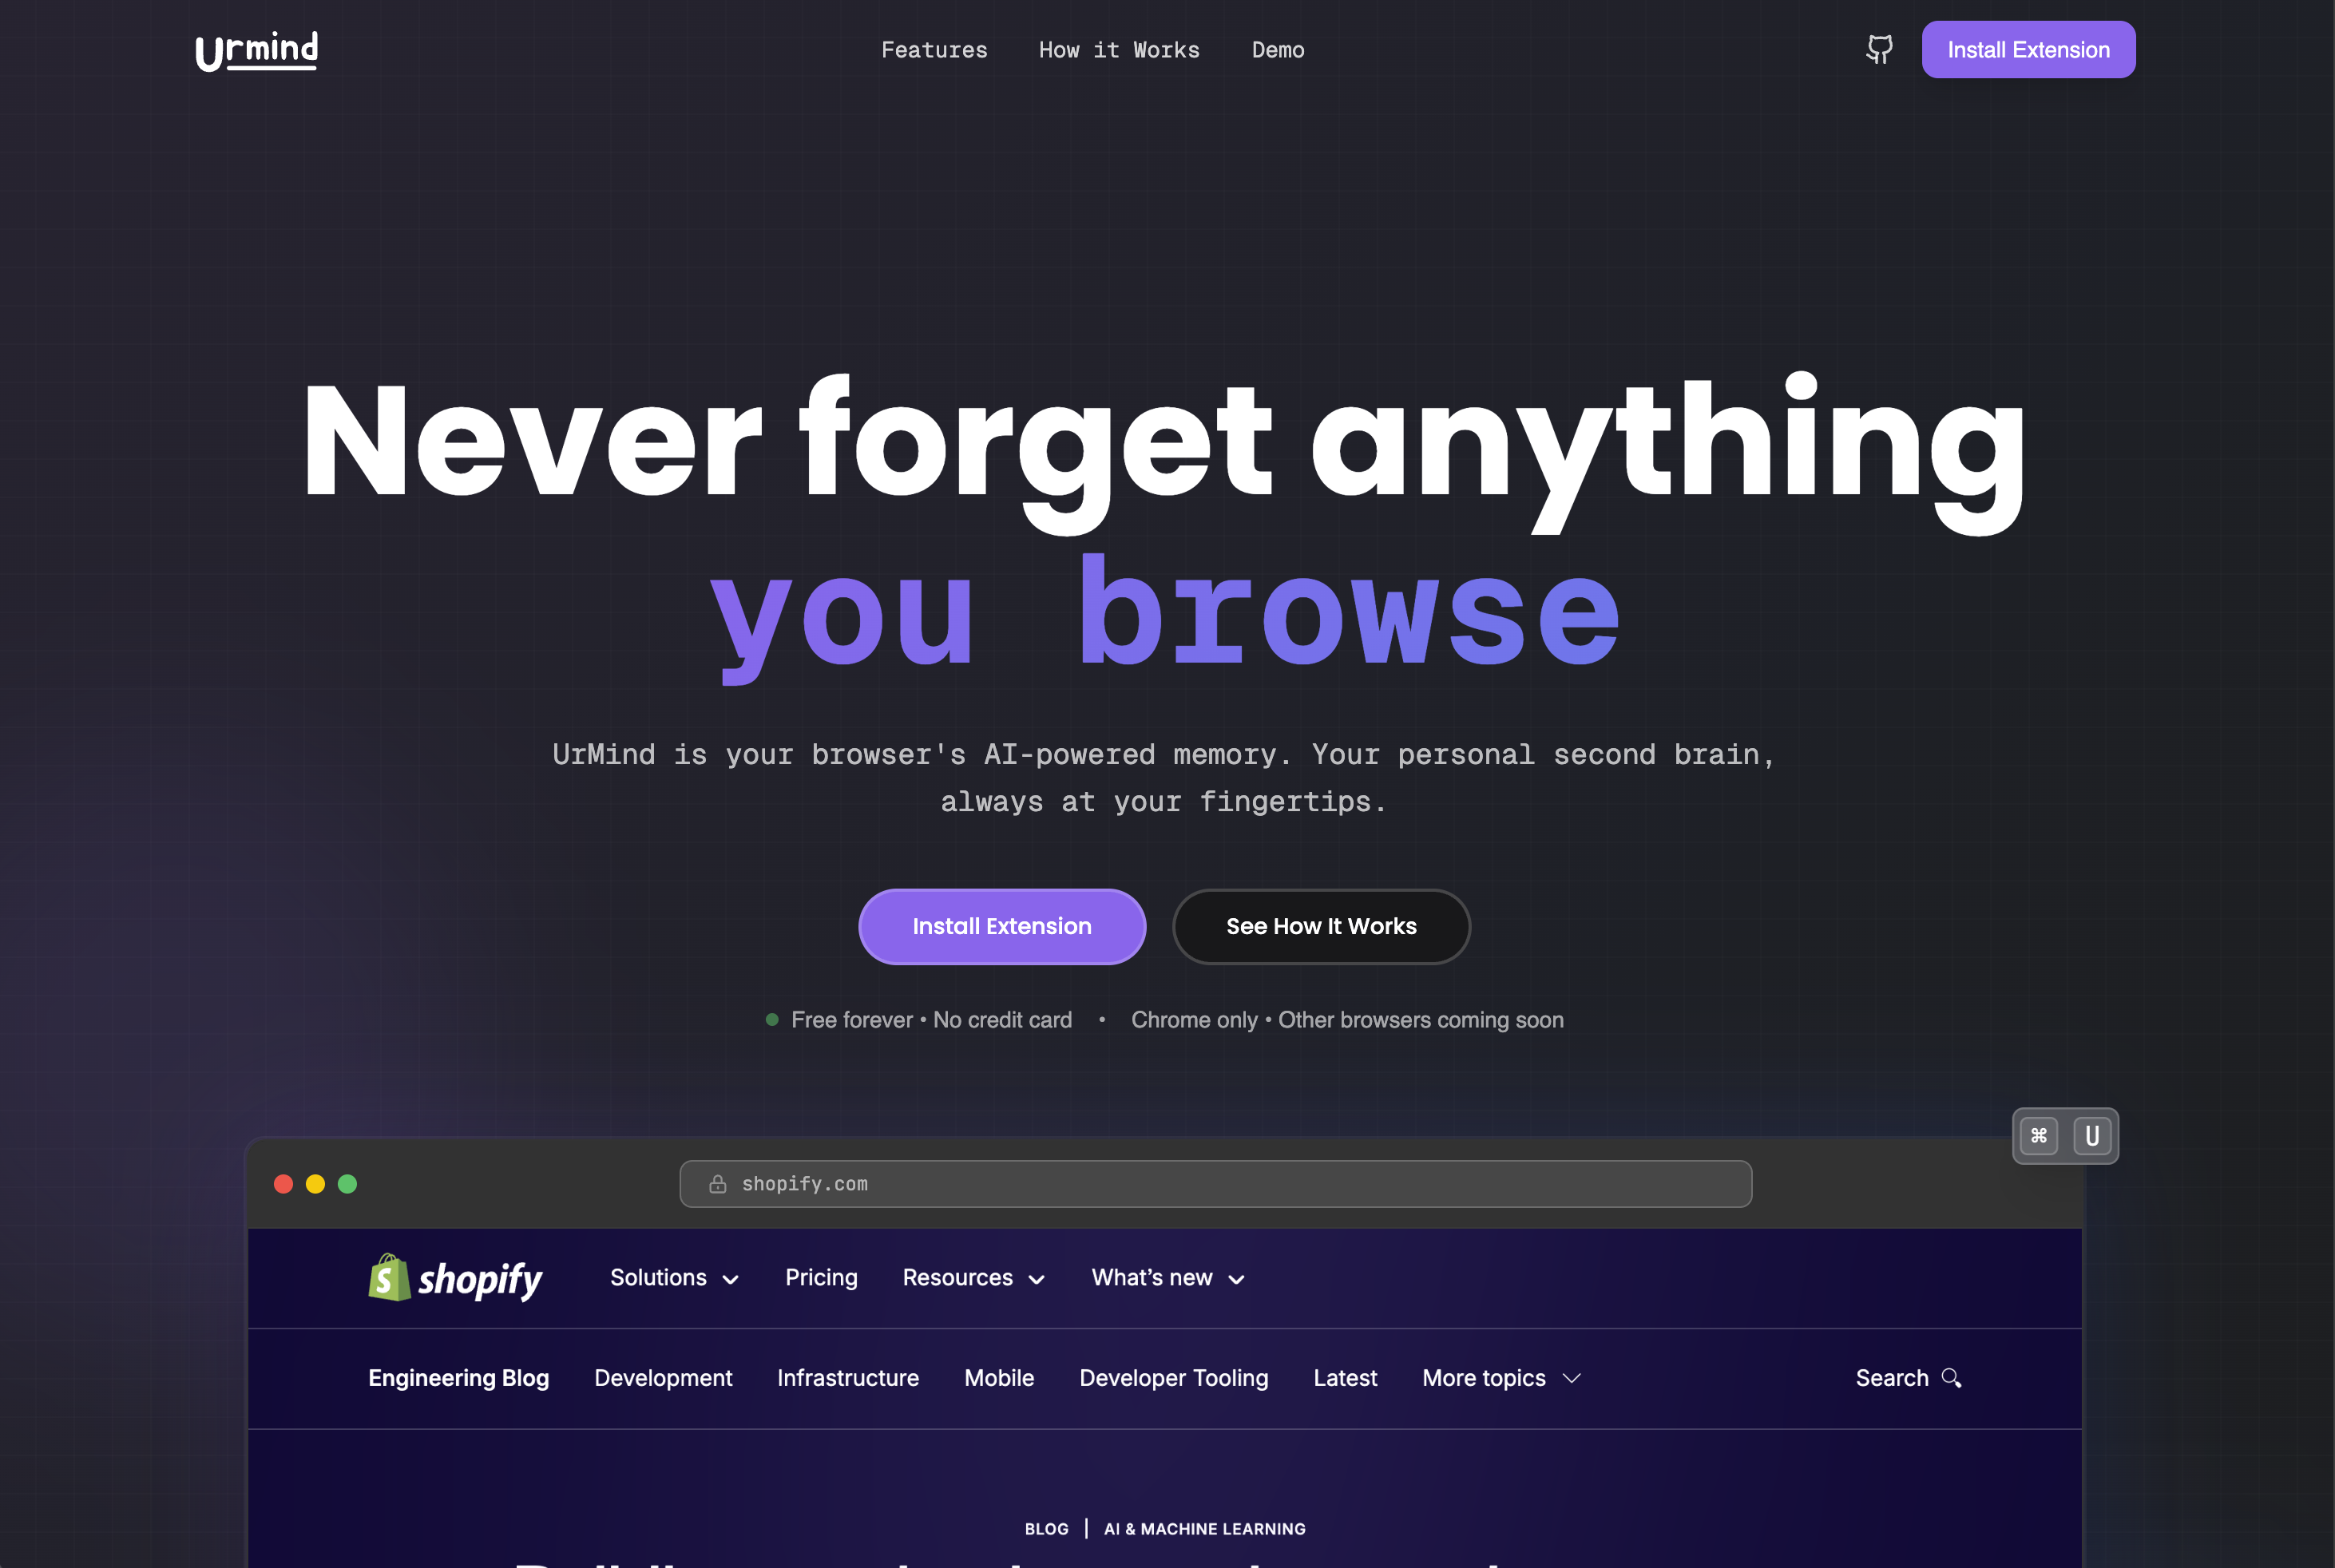 Urmind
Features
How it Works
Demo
Install Extension
Never forget anything
you browse
UrMind is your browser's AI-powered memory. Your personal second brain,
always at your fingertips.
Install Extension
See How It Works
Free forever • No credit card • Chrome only • Other browsers coming soon
⌘ U
shopify.com
shopify
Solutions
Pricing
Resources
What’s new
Engineering Blog
Development
Infrastructure
Mobile
Developer Tooling
Latest
More topics
Search
BLOG | AI & MACHINE LEARNING